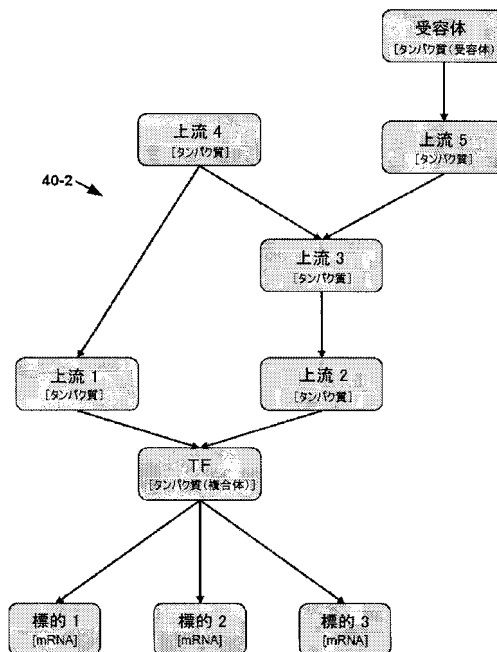 受容体
[タンパク質(受容体)]
上流 4
[タンパク質]
上流 5
[タンパク質]
40-2
上流 3
[タンパク質]
上流 1
[タンパク質]
上流 2
[タンパク質]
TF
[タンパク質(複合体)]
標的 1
[mRNA]
標的 2
[mRNA]
標的 3
[mRNA]